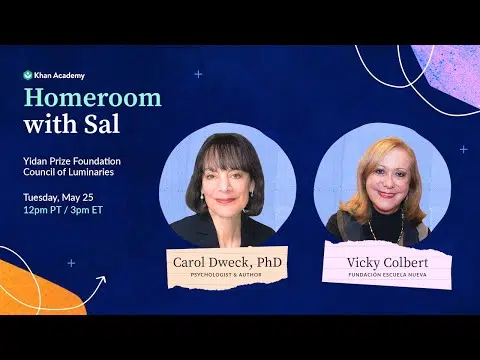 Khan Academy
Homeroom
with Sal
Yidan Prize Foundation
Council of Luminaries
Tuesday, May 25
12pm PT / 3pm ET
Carol Dweck, PhD
PSYCHOLOGIST & AUTHOR
Vicky Colbert
FUNDACIÓN ESCUELA NUEVA